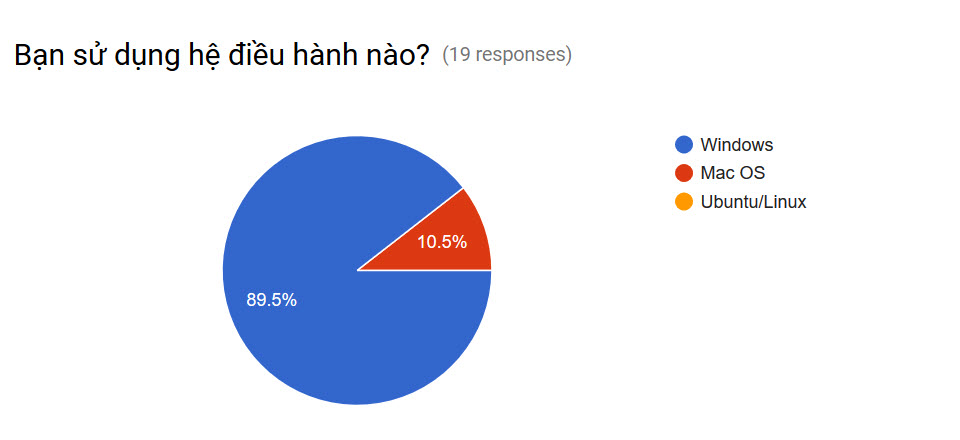 Bạn sử dụng hệ điều hành nào? (19 responses)
Windows
Mac OS
Ubuntu/Linux
10.5%
89.5%